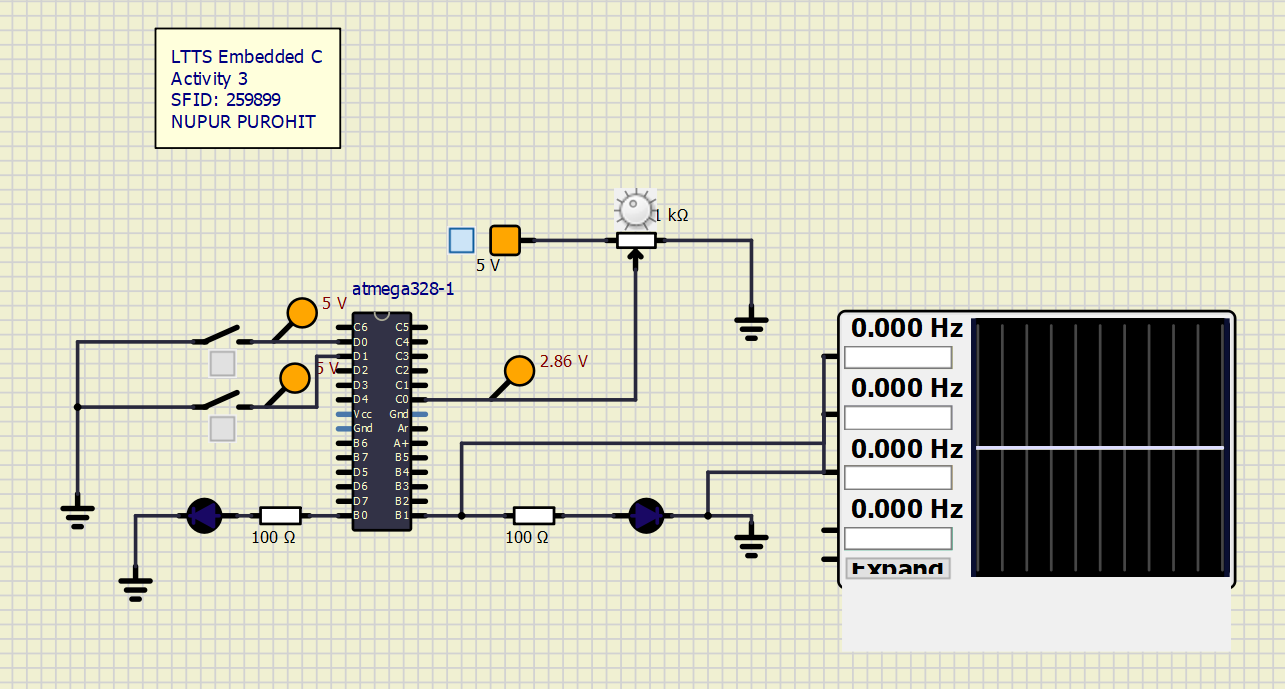 LTTS Embedded C
Activity 3
SFID: 259899
NUPUR PUROHIT
1 kΩ
5 V
atmega328-1
5 V
5 V
2.86 V
C6 C5
D0 C4
D1 C3
D2 C2
D3 C1
D4 C0
Vcc Gnd
Gnd Ar
B6 A+
B7 B5
D5 B4
D6 B3
D7 B2
B0 B1
100 Ω
100 Ω
0.000 Hz
0.000 Hz
0.000 Hz
0.000 Hz
Expand